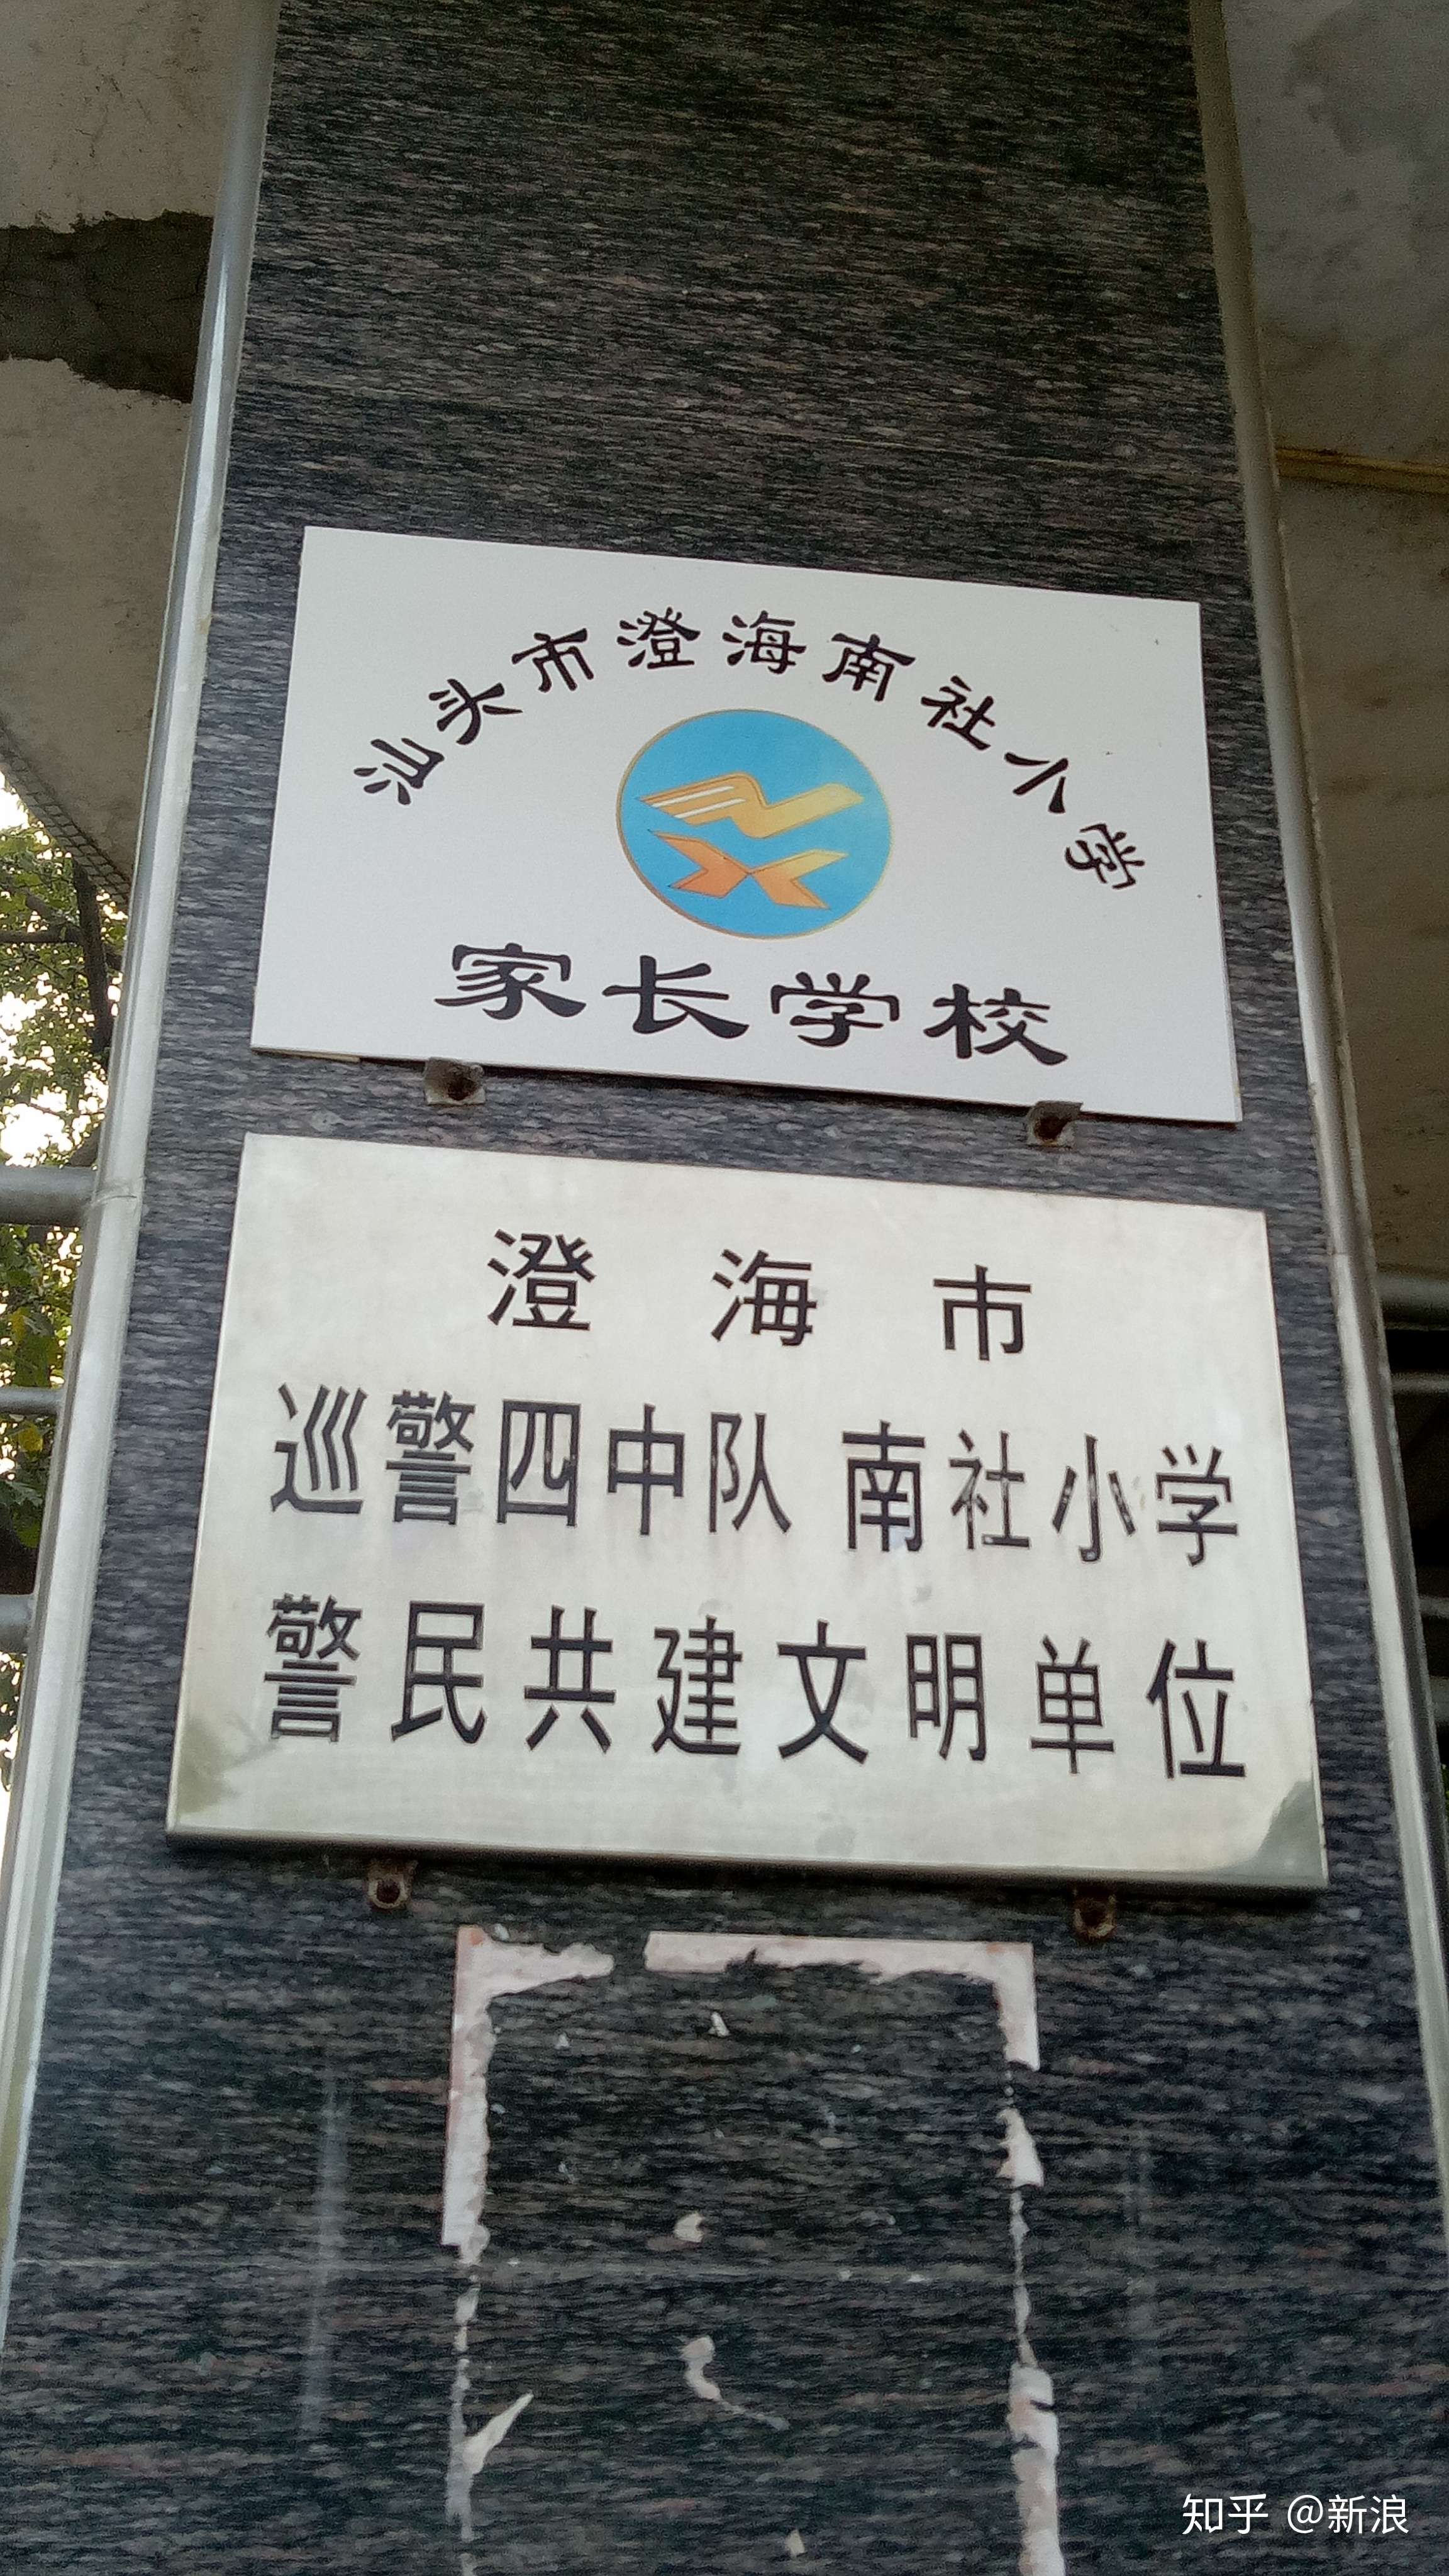 汕头市澄海南社小学
家长学校
澄海市
巡警四中队 南社小学
警民共建文明单位
知乎 @新浪